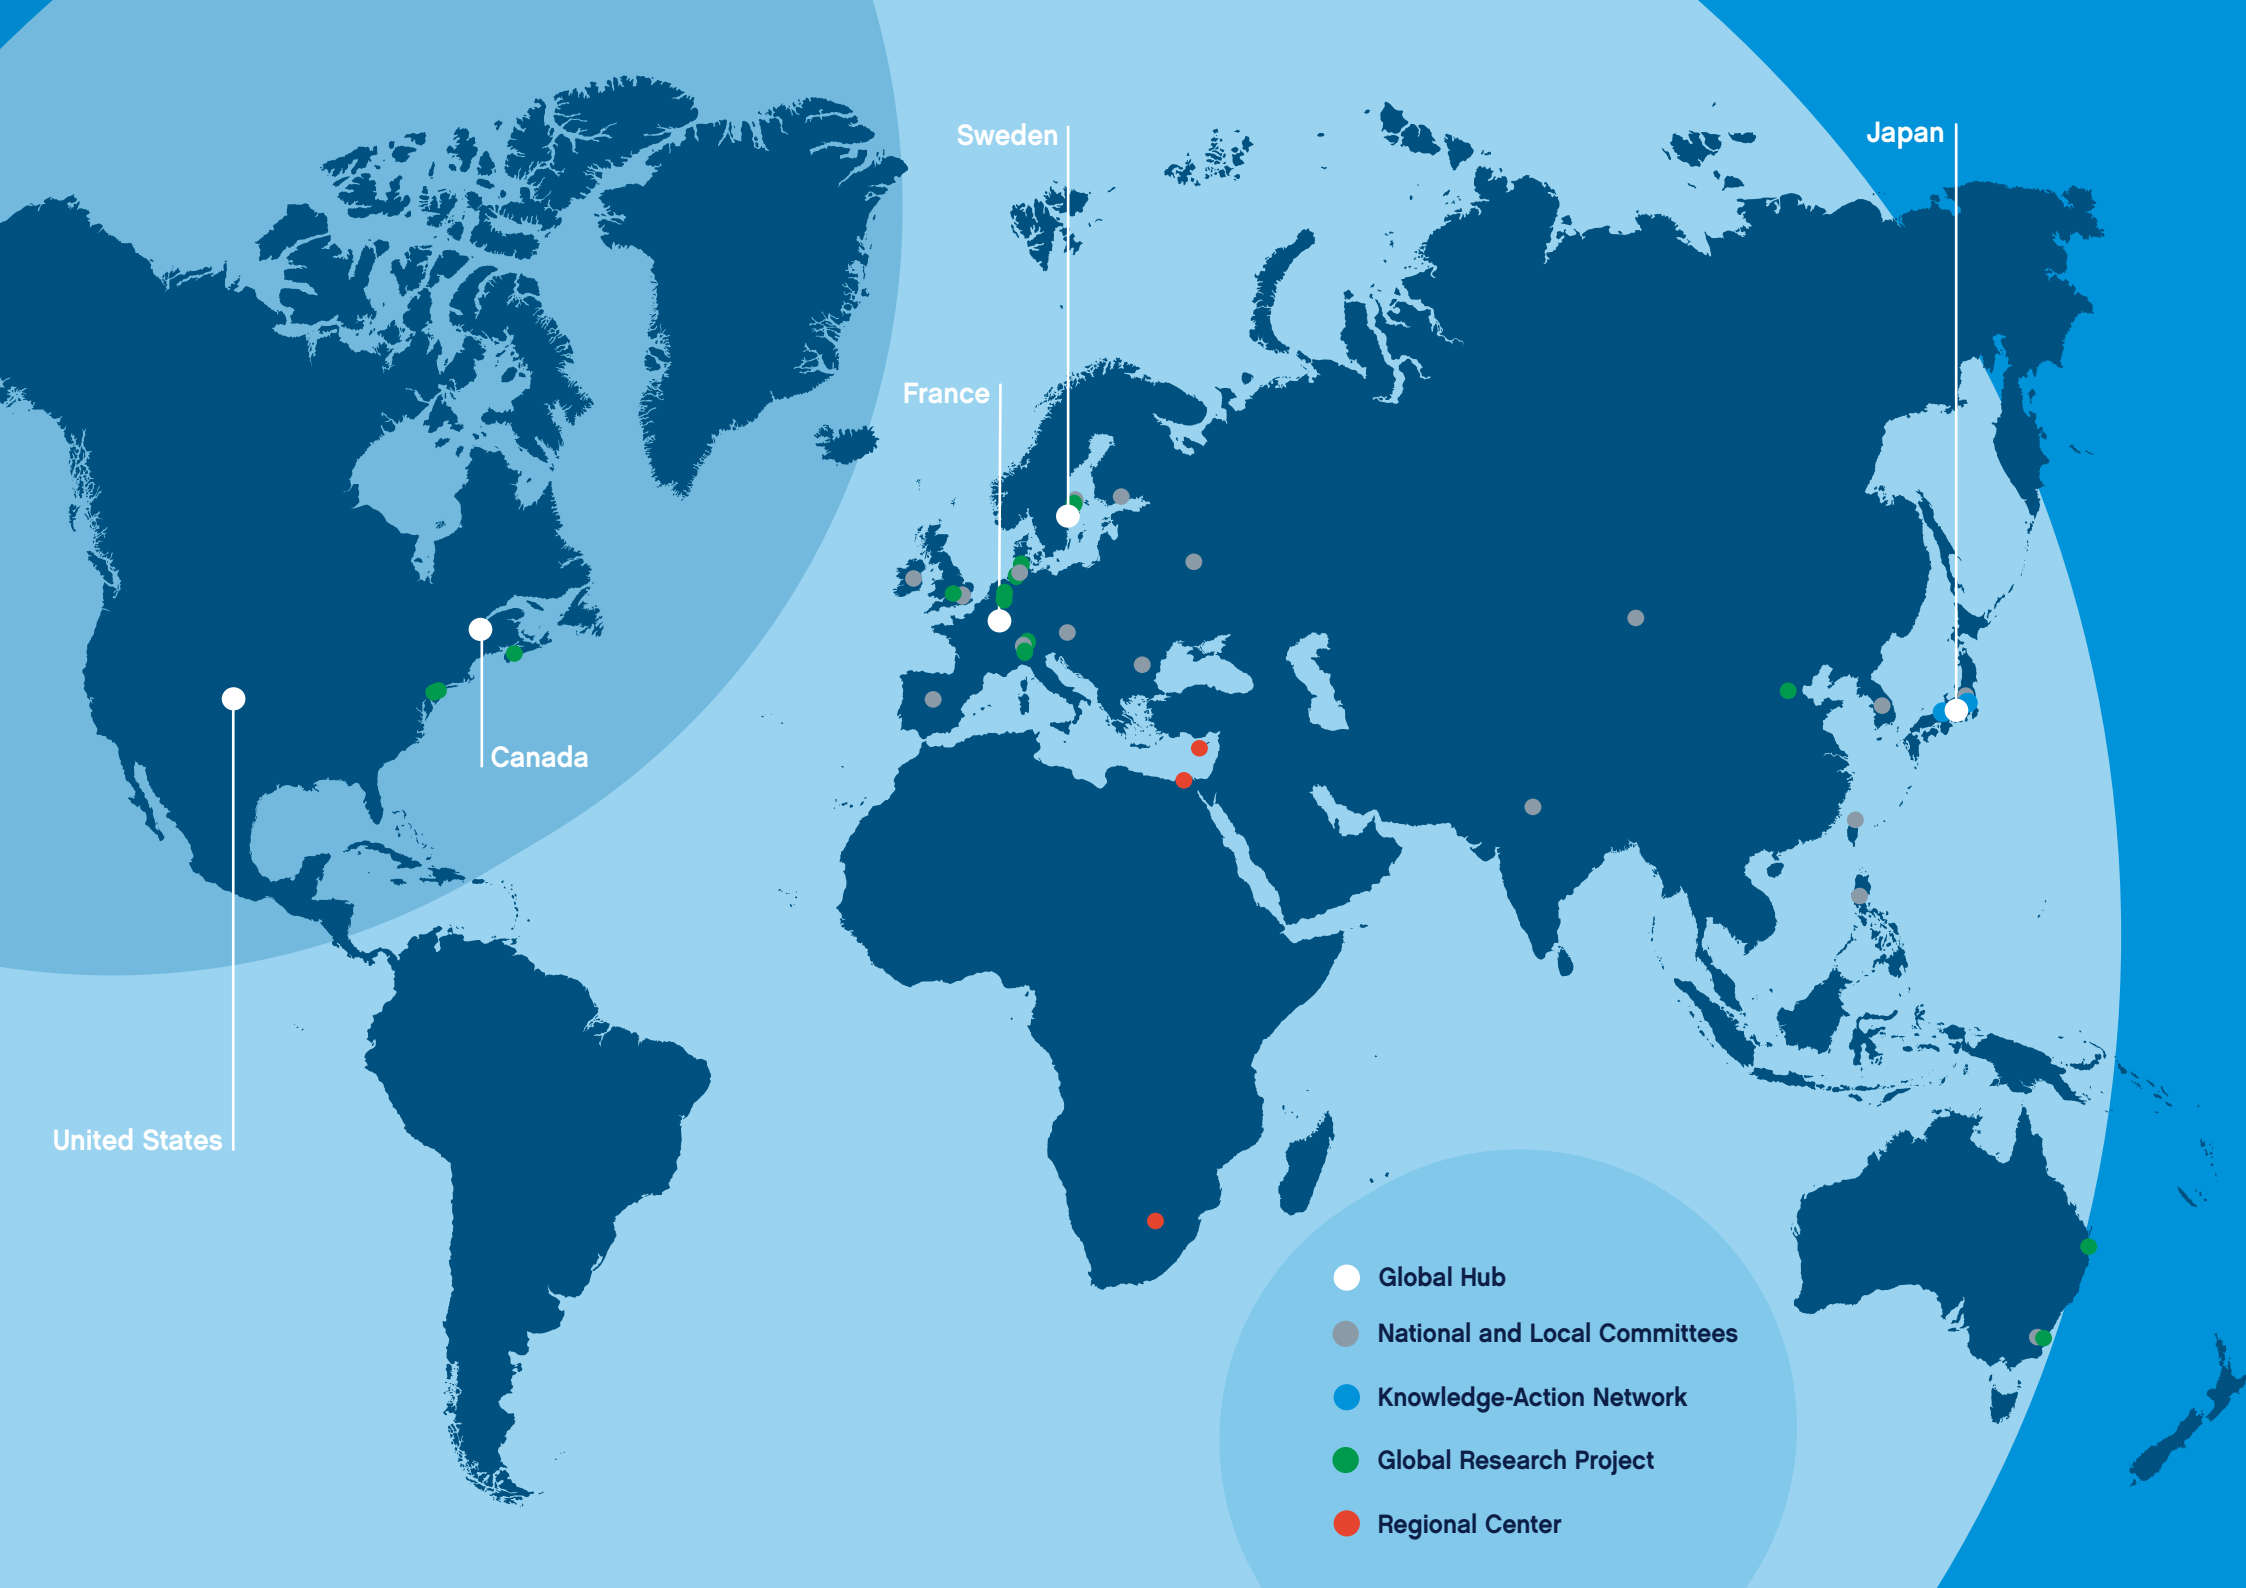 Sweden
Japan
France
Canada
United States
Global Hub
National and Local Committees
Knowledge-Action Network
Global Research Project
Regional Center